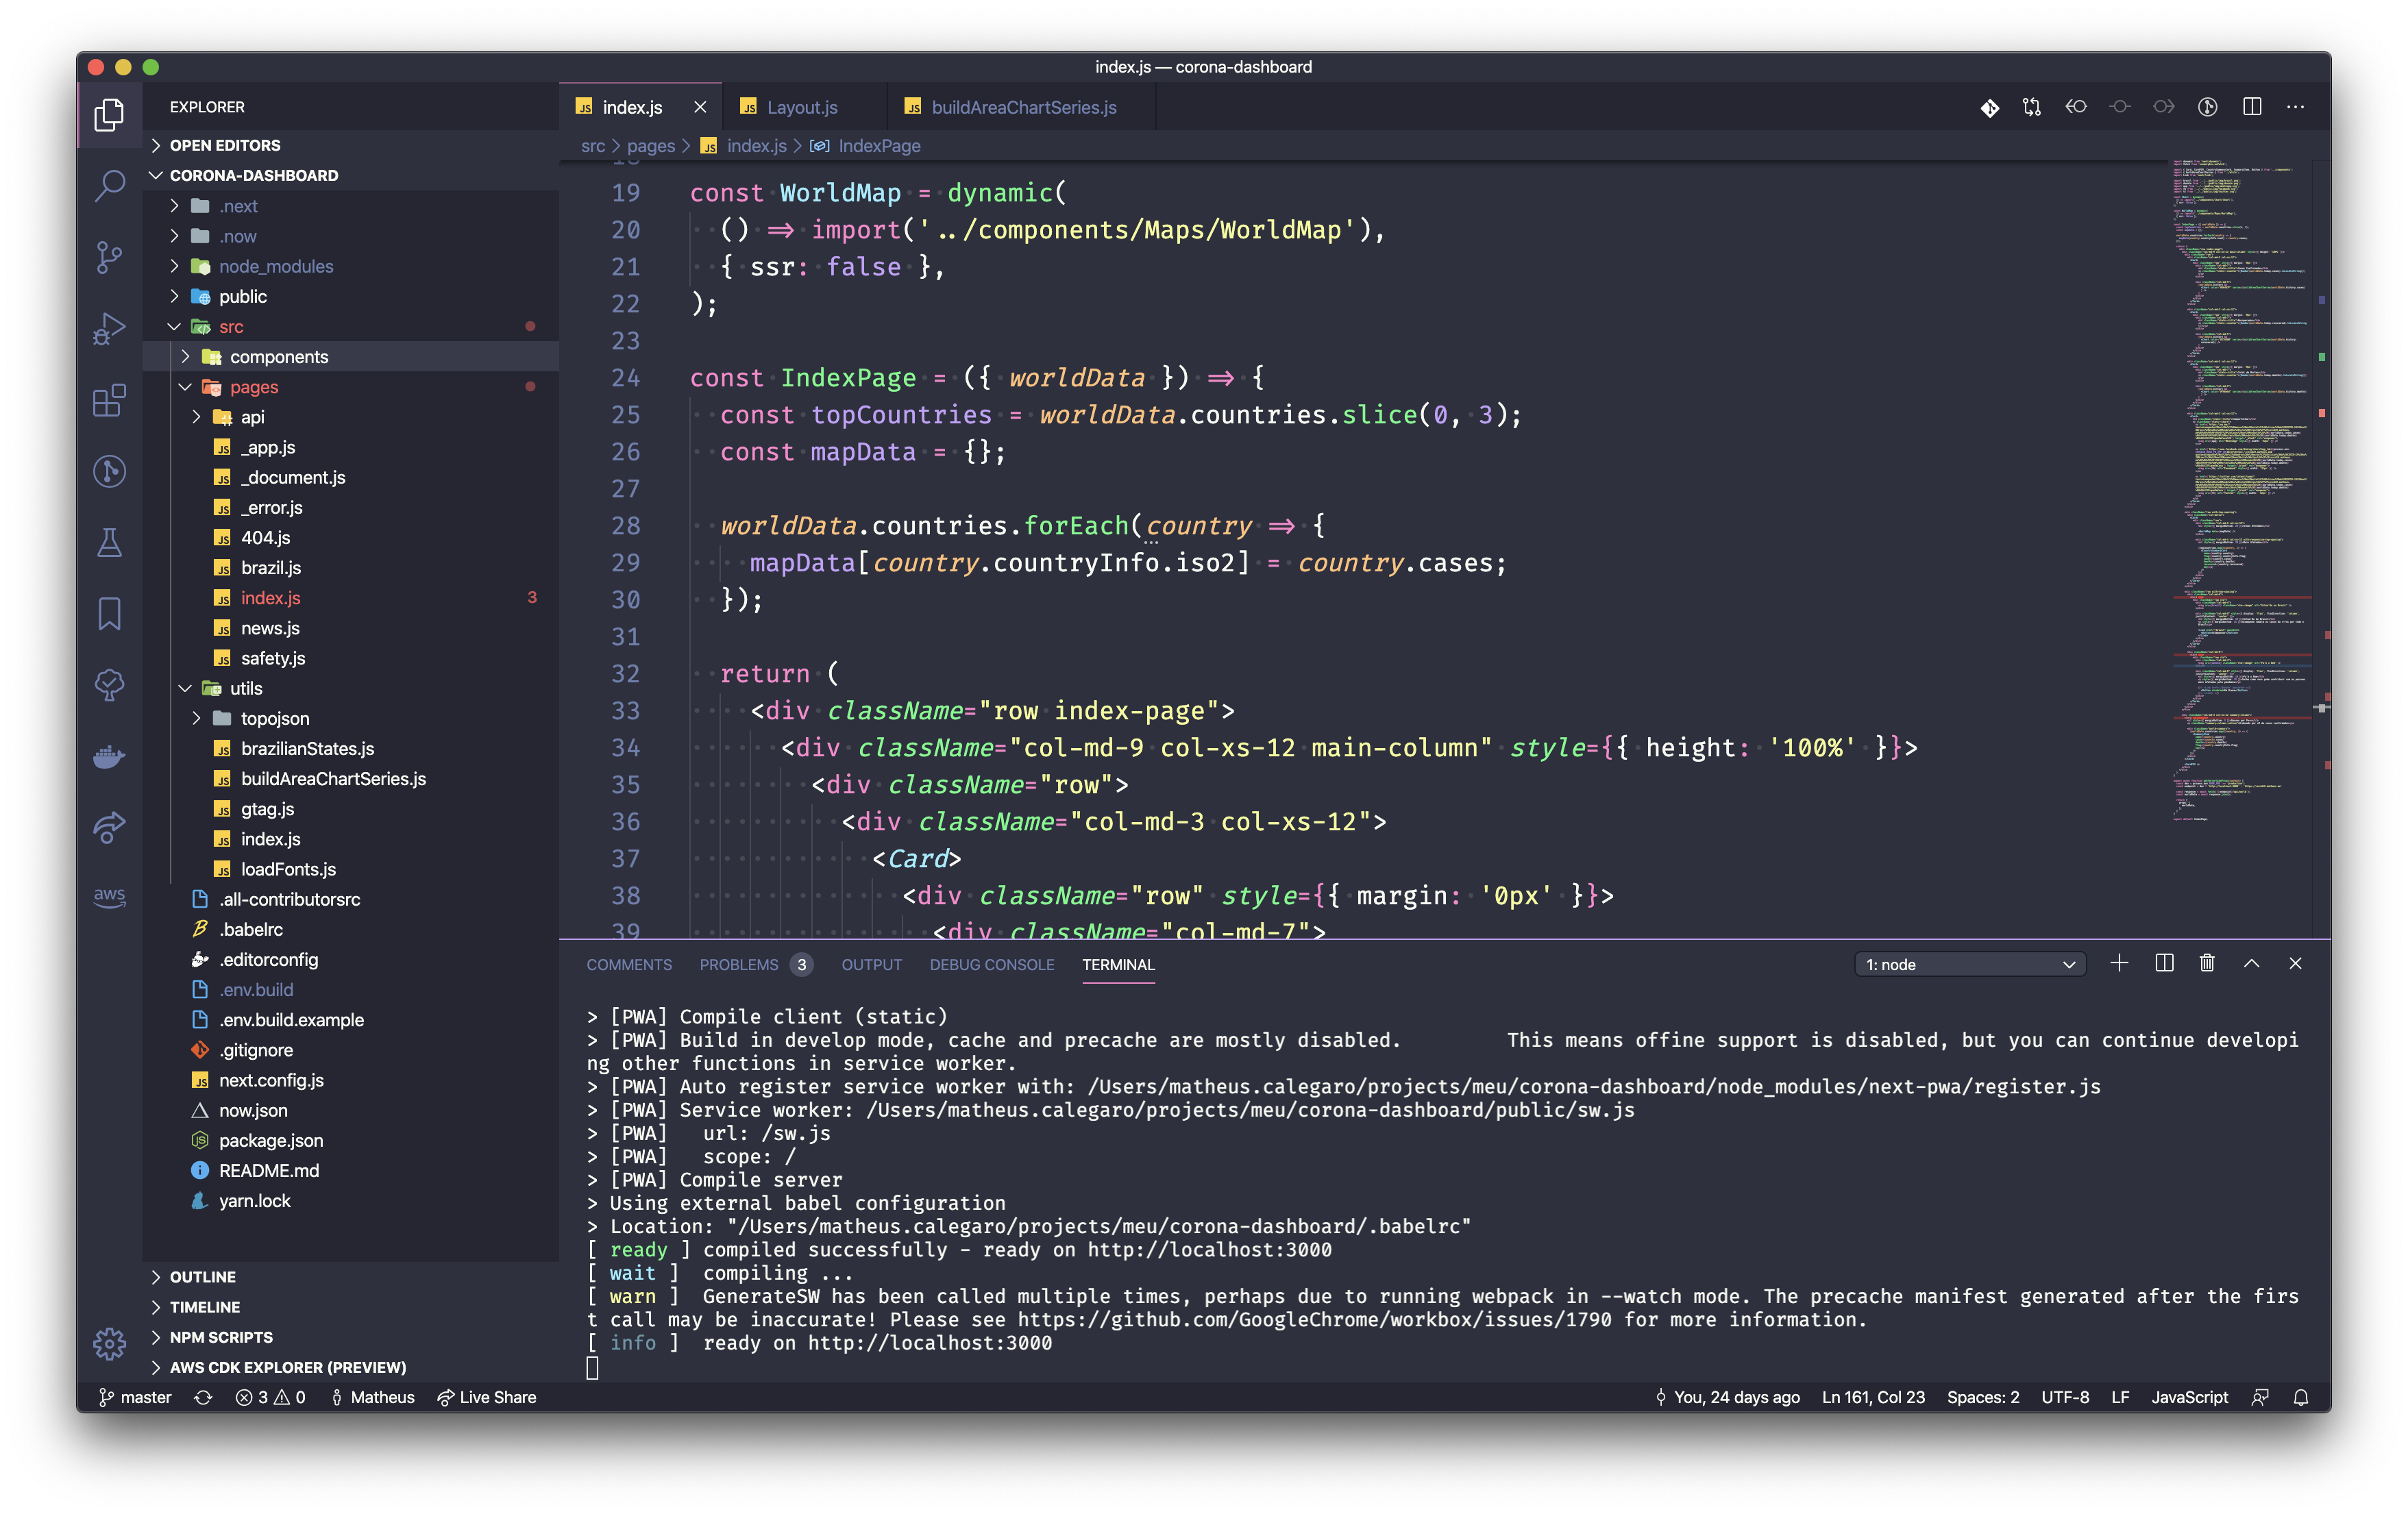 index.js — corona-dashboard
EXPLORER
OPEN EDITORS
CORONA-DASHBOARD
.next
.now
node_modules
public
src
components
pages
api
_app.js
_document.js
_error.js
404.js
brazil.js
index.js 3
news.js
safety.js
utils
topojson
brazilianStates.js
buildAreaChartSeries.js
gtag.js
index.js
loadFonts.js
.all-contributorsrc
.babelrc
.editorconfig
.env.build
.env.build.example
.gitignore
next.config.js
now.json
package.json
README.md
yarn.lock
OUTLINE
TIMELINE
NPM SCRIPTS
AWS CDK EXPLORER (PREVIEW)
aws
JS index.js JS Layout.js JS buildAreaChartSeries.js
src > pages > JS index.js > IndexPage
18
19 const WorldMap = dynamic(
20 () => import('../components/Maps/WorldMap'),
21 { ssr: false },
22 );
23
24 const IndexPage = ({ worldData }) => {
25 const topCountries = worldData.countries.slice(0, 3);
26 const mapData = {};
27
28 worldData.countries.forEach(country => {
29 mapData[country.countryInfo.iso2] = country.cases;
30 });
31
32 return (
33 <div className="row index-page">
34 <div className="col-md-9 col-xs-12 main-column" style={{ height: '100%' }}>
35 <div className="row">
36 <div className="col-md-3 col-xs-12">
37 <Card>
38 <div className="row" style={{ margin: '0px' }}>
39 <div className="col-md-7">
COMMENTS PROBLEMS 3 OUTPUT DEBUG CONSOLE TERMINAL 1: node
> [PWA] Compile client (static)
> [PWA] Build in develop mode, cache and precache are mostly disabled. This means offine support is disabled, but you can continue developi
ng other functions in service worker.
> [PWA] Auto register service worker with: /Users/matheus.calegaro/projects/meu/corona-dashboard/node_modules/next-pwa/register.js
> [PWA] Service worker: /Users/matheus.calegaro/projects/meu/corona-dashboard/public/sw.js
> [PWA] url: /sw.js
> [PWA] scope: /
> [PWA] Compile server
> Using external babel configuration
> Location: "/Users/matheus.calegaro/projects/meu/corona-dashboard/.babelrc"
[ ready ] compiled successfully - ready on http://localhost:3000
[ wait ] compiling ...
[ warn ] GenerateSW has been called multiple times, perhaps due to running webpack in --watch mode. The precache manifest generated after the firs
t call may be inaccurate! Please see https://github.com/GoogleChrome/workbox/issues/1790 for more information.
[ info ] ready on http://localhost:3000
master 3 0 Matheus Live Share You, 24 days ago Ln 161, Col 23 Spaces: 2 UTF-8 LF JavaScript